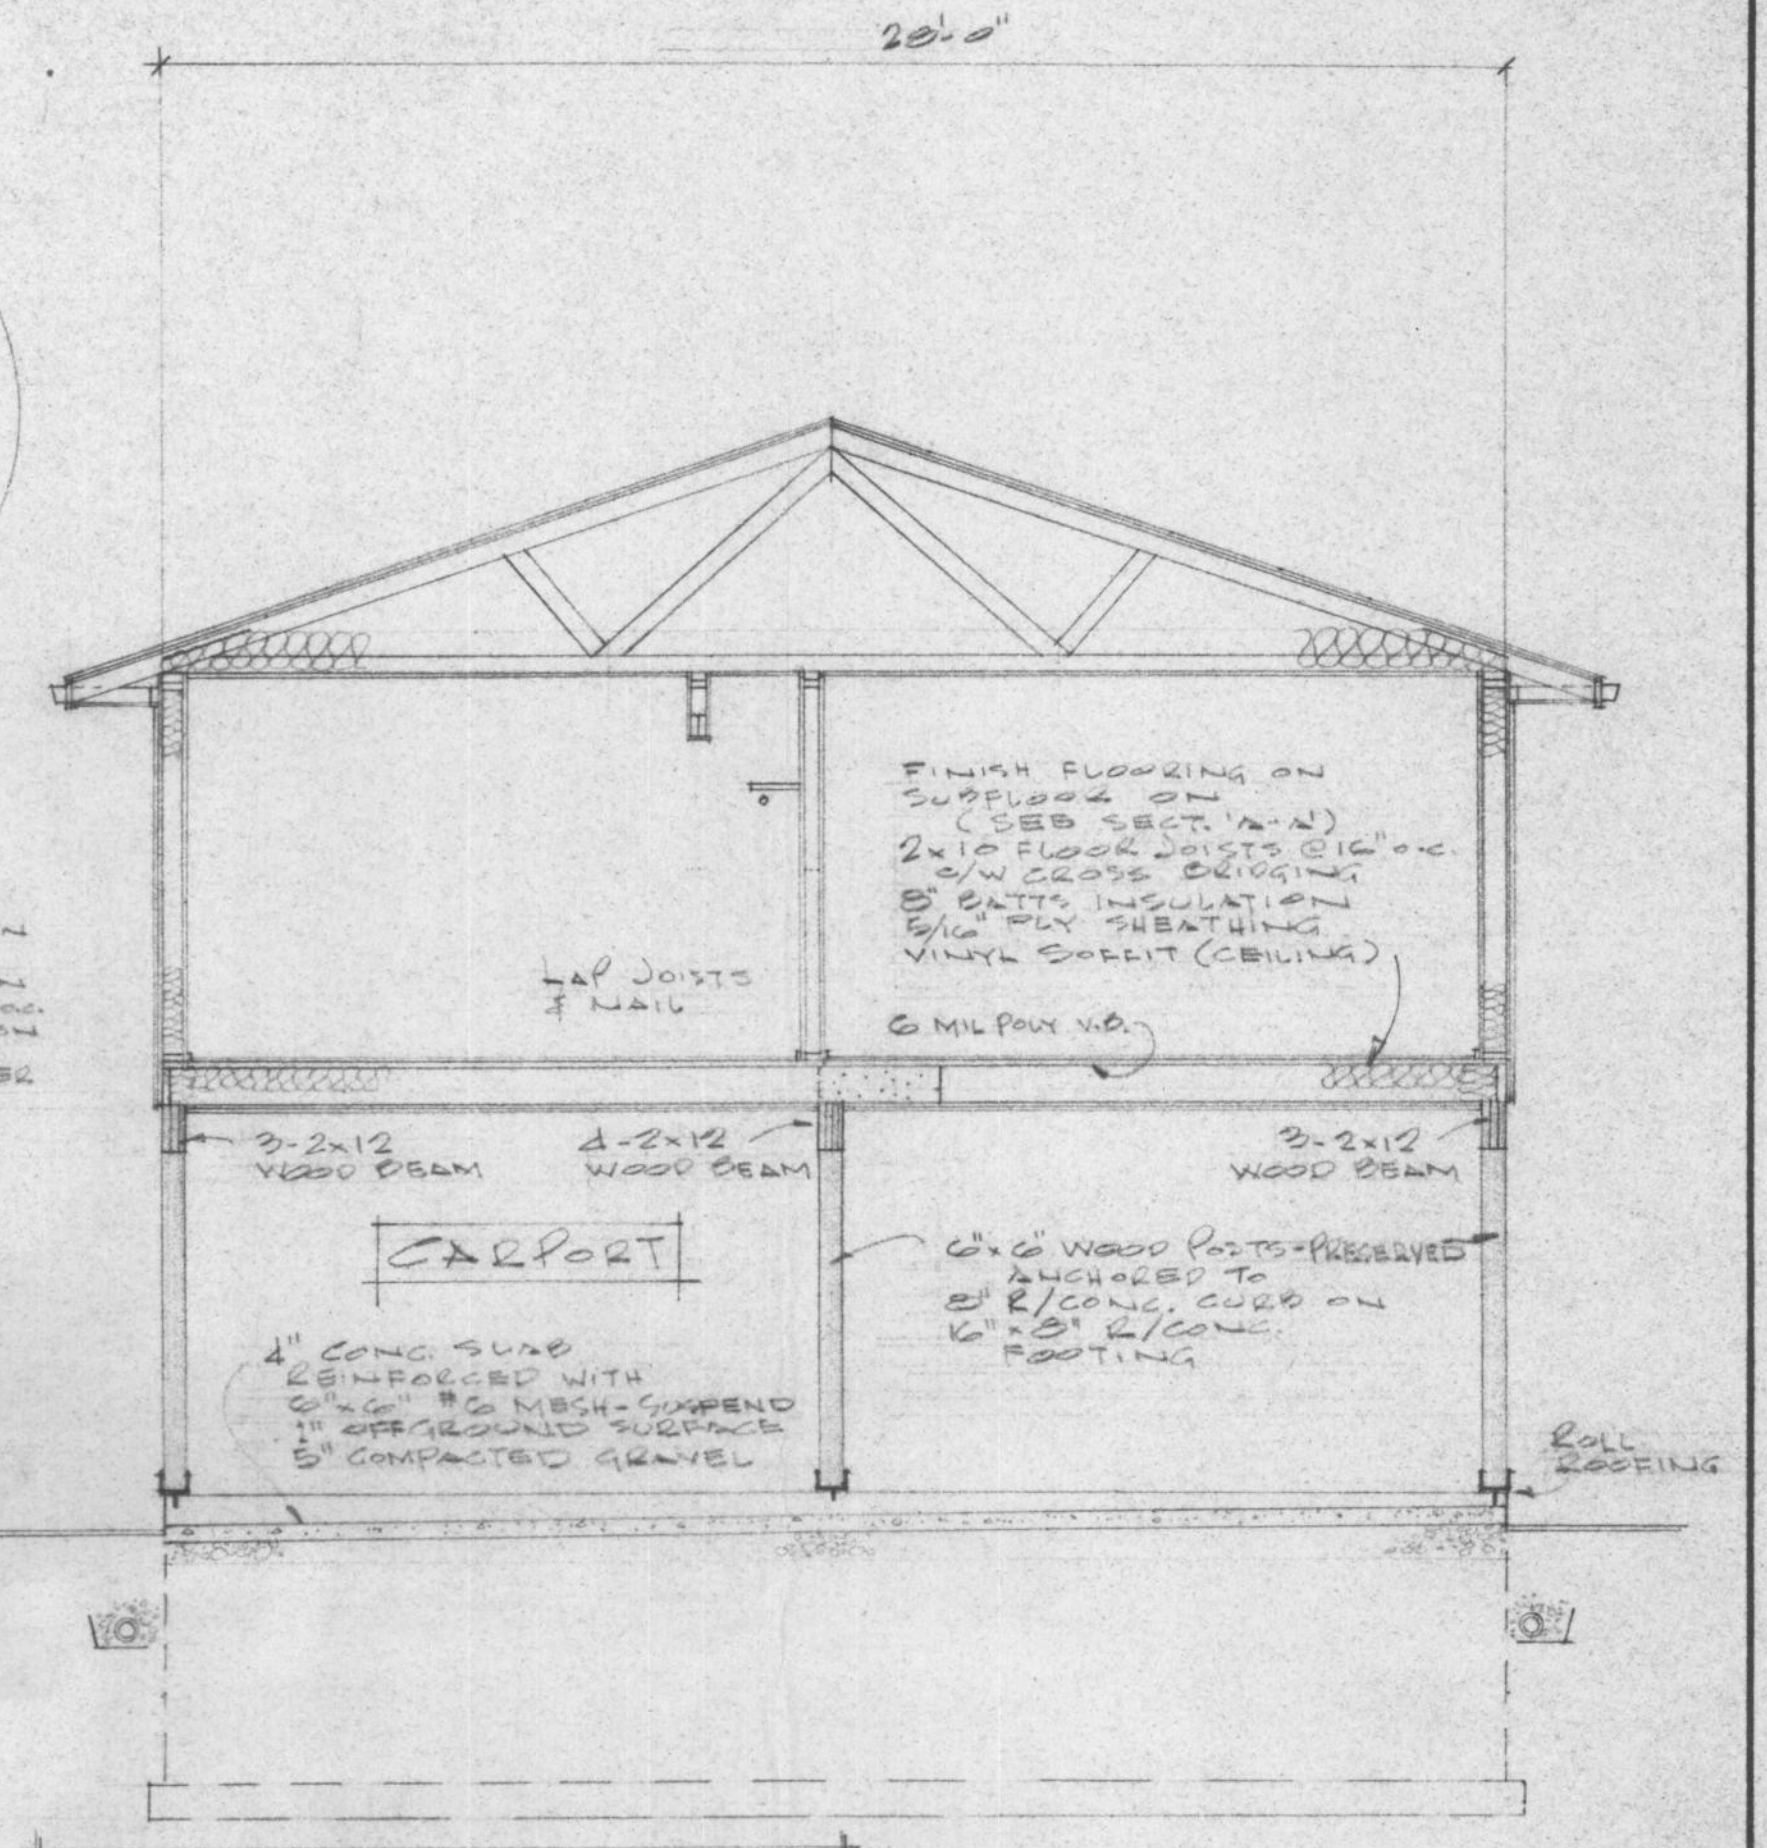 28'-0"
FINISH FLOORING ON
SUBFLOOR ON
(SEE SECT. 'A-A')
2x10 FLOOR JOISTS @ 16" o.c.
c/w CROSS BRIDGING
8" BATTS INSULATION
5/16" PLY SHEATHING
VINYL SOFFIT (CEILING)
LAP JOISTS
& NAIL
6 MIL POLY V.B.
ER
3-2x12
WOOD BEAM
4-2x12
WOOD BEAM
3-2x12
WOOD BEAM
CARPORT
6"x6" WOOD POSTS-PRESERVED
ANCHORED TO
8" R/CONC. CURB ON
16"x8" R/CONC.
FOOTING
4" CONC. SLAB
REINFORCED WITH
6"x6" #6 MESH-SUSPEND
1" OFF GROUND SURFACE
5" COMPACTED GRAVEL
ROLL
ROOFING